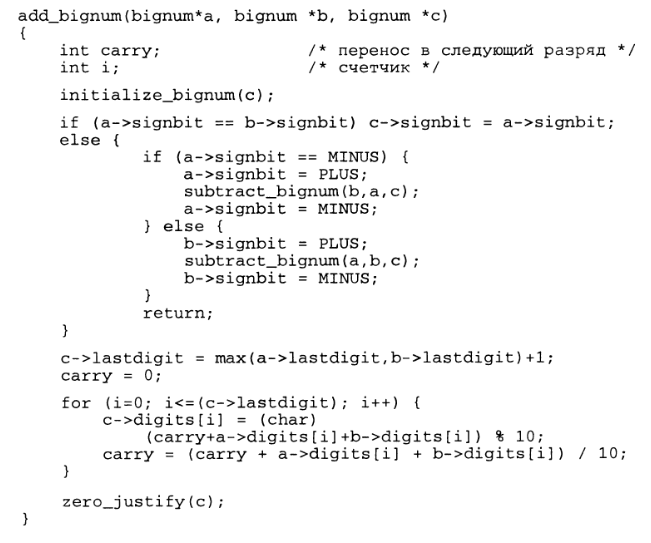 add_bignum(bignum*a, bignum *b, bignum *c)
{
    int carry;              /* перенос в следующий разряд */
    int i;                  /* счетчик */
    initialize_bignum(c);
    if (a->signbit == b->signbit) c->signbit = a->signbit;
    else {
            if (a->signbit == MINUS) {
                a->signbit = PLUS;
                subtract_bignum(b,a,c);
                a->signbit = MINUS;
            } else {
                b->signbit = PLUS;
                subtract_bignum(a,b,c);
                b->signbit = MINUS;
            }
            return;
    }
    c->lastdigit = max(a->lastdigit,b->lastdigit)+1;
    carry = 0;
    for (i=0; i<=(c->lastdigit); i++) {
        c->digits[i] = (char)
            (carry+a->digits[i]+b->digits[i]) % 10;
        carry = (carry + a->digits[i] + b->digits[i]) / 10;
    }
    zero_justify(c);
}